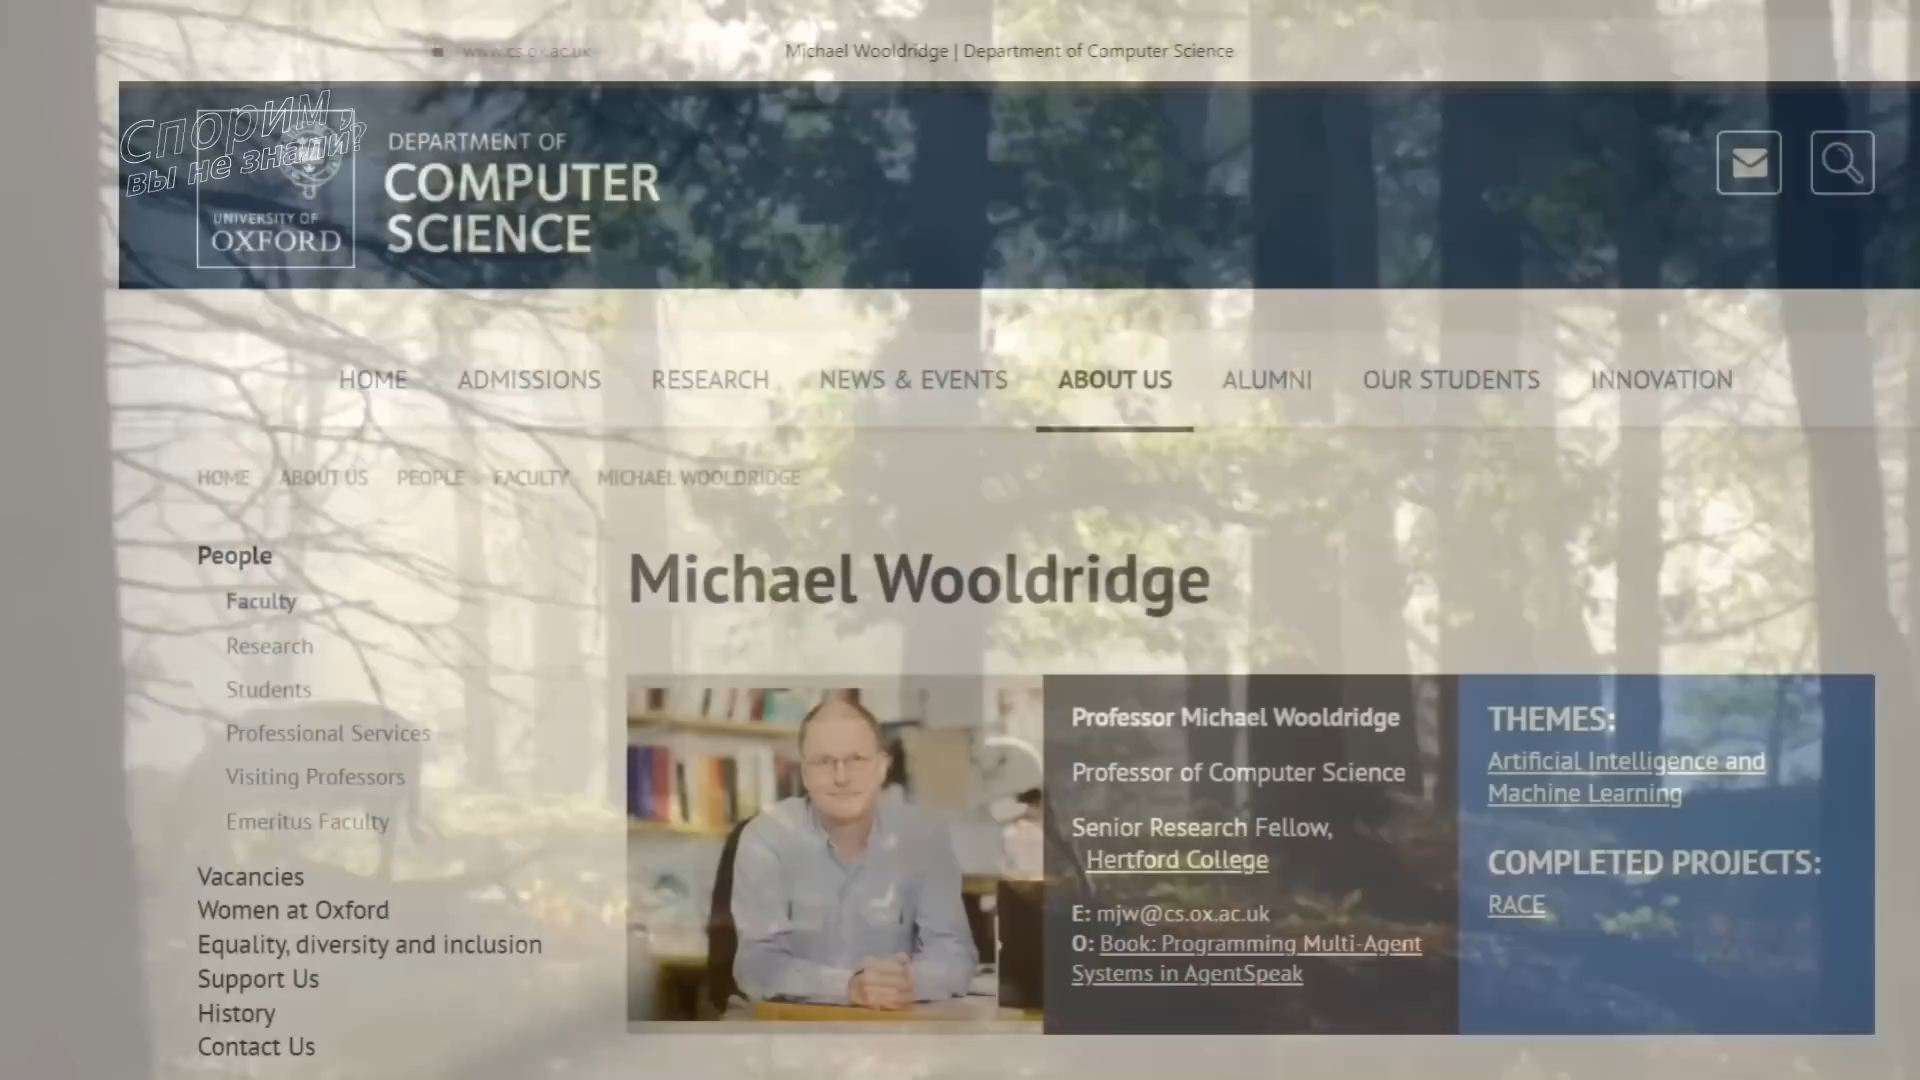 www.cs.ox.ac.uk
Michael Wooldridge | Department of Computer Science
Спорим,
вы не знали?
UNIVERSITY OF
OXFORD
DEPARTMENT OF
COMPUTER
SCIENCE
HOME ADMISSIONS RESEARCH NEWS & EVENTS ABOUT US ALUMNI OUR STUDENTS INNOVATION
HOME ABOUT US PEOPLE FACULTY MICHAEL WOOLDRIDGE
People
Faculty
Research
Students
Professional Services
Visiting Professors
Emeritus Faculty
Vacancies
Women at Oxford
Equality, diversity and inclusion
Support Us
History
Contact Us
Michael Wooldridge
Professor Michael Wooldridge
Professor of Computer Science
Senior Research Fellow,
Hertford College
E: mjw@cs.ox.ac.uk
O: Book: Programming Multi-Agent
Systems in AgentSpeak
THEMES:
Artificial Intelligence and
Machine Learning
COMPLETED PROJECTS:
RACE